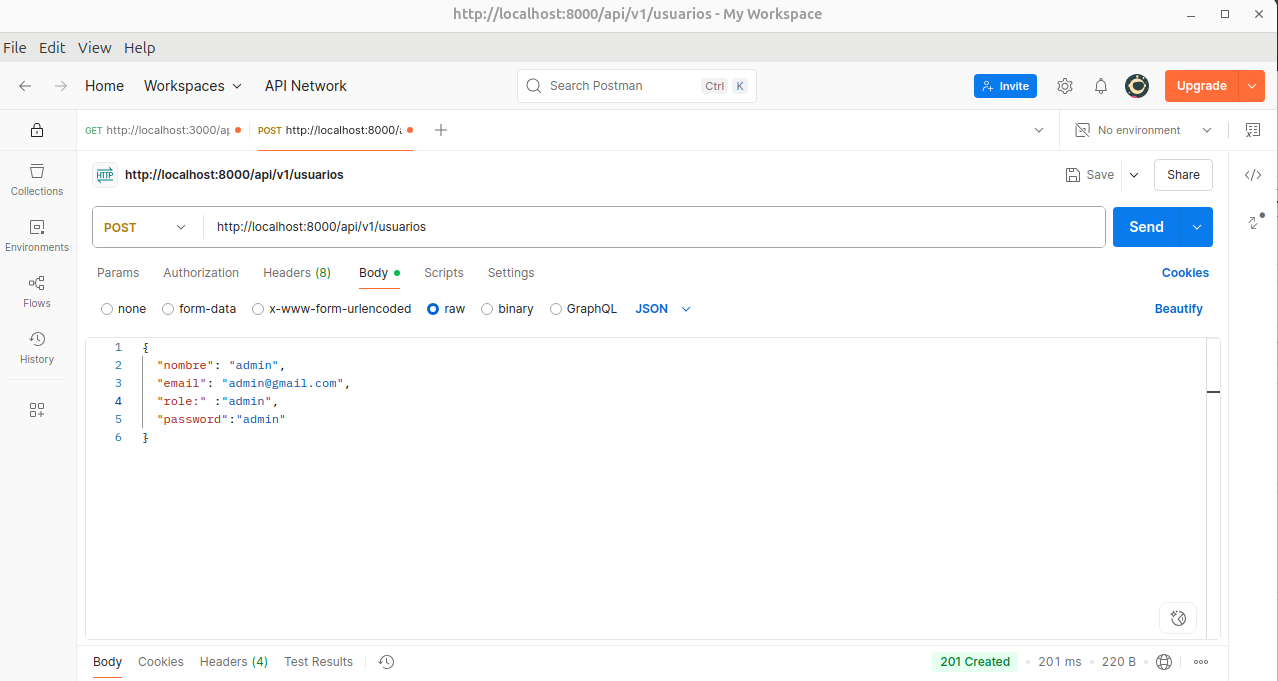 http://localhost:8000/api/v1/usuarios - My Workspace
File Edit View Help
Home Workspaces API Network Search Postman Ctrl K Invite Upgrade
GET http://localhost:3000/ap POST http://localhost:8000/a No environment
HTTP http://localhost:8000/api/v1/usuarios Save Share
Collections
Environments
Flows
History
POST http://localhost:8000/api/v1/usuarios Send
Params Authorization Headers (8) Body Scripts Settings Cookies
none form-data x-www-form-urlencoded raw binary GraphQL JSON Beautify
1 {
2 "nombre": "admin",
3 "email": "admin@gmail.com",
4 "role:" :"admin",
5 "password":"admin"
6 }
Body Cookies Headers (4) Test Results 201 Created 201 ms 220 B